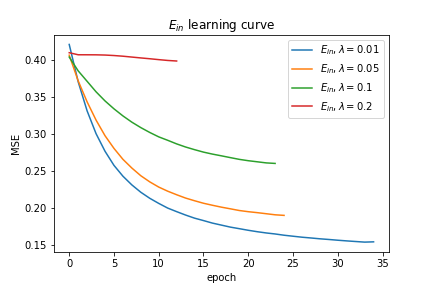 E_in learning curve
MSE
0.40
0.35
0.30
0.25
0.20
0.15
0
5
10
15
20
25
30
35
epoch
E_in, λ = 0.01
E_in, λ = 0.05
E_in, λ = 0.1
E_in, λ = 0.2